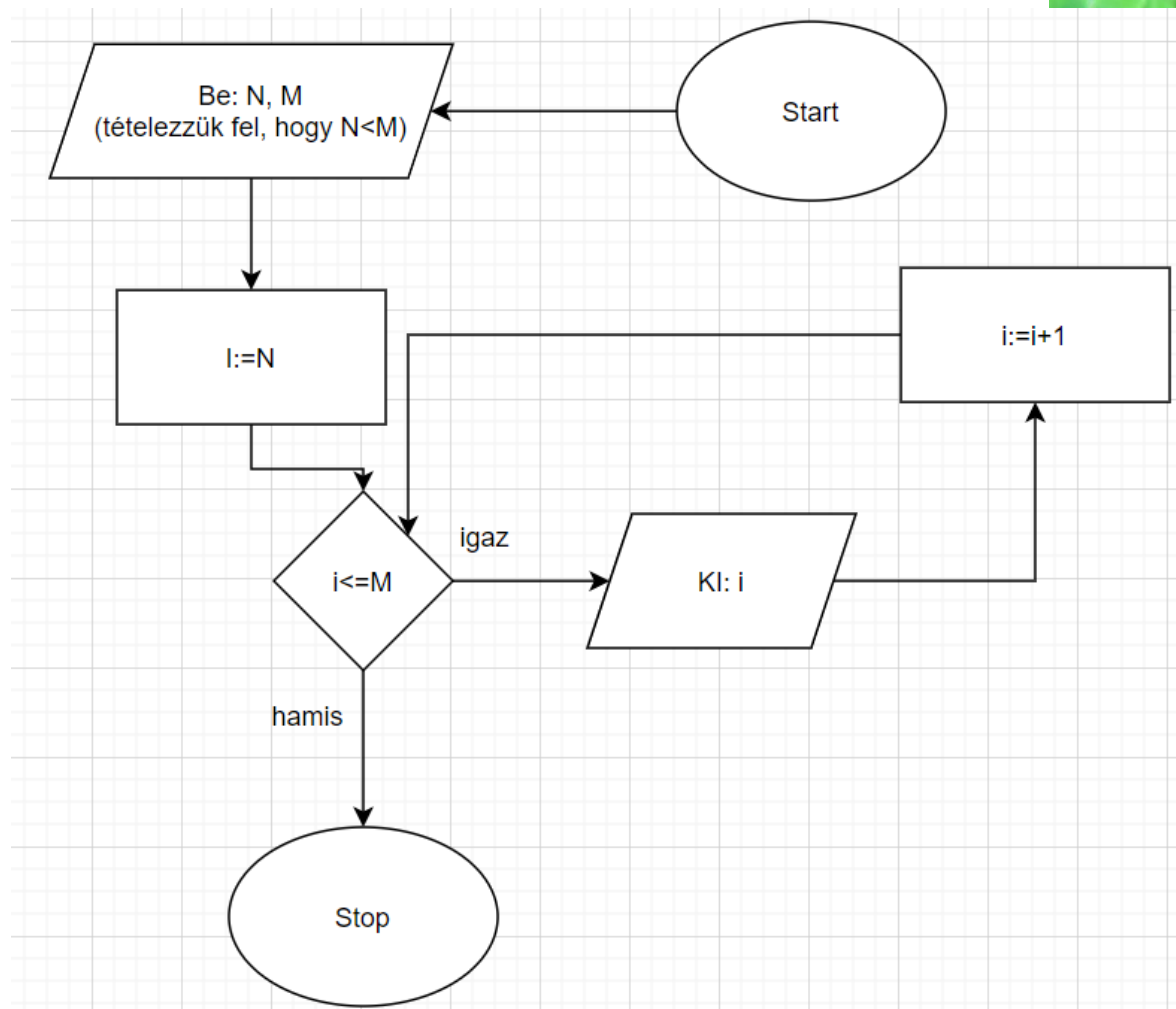 Start
Be: N, M
(tételezzük fel, hogy N<M)
I:=N
i:=i+1
i<=M
igaz
KI: i
hamis
Stop